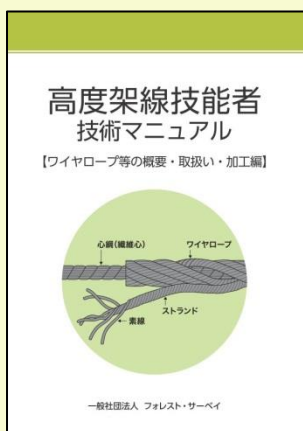 高度架線技能者
技術マニュアル
【ワイヤロープ等の概要・取扱い・加工編】
心綱(繊維心)
ワイヤロープ
ストランド
素線
一般社団法人 フォレスト・サーベイ